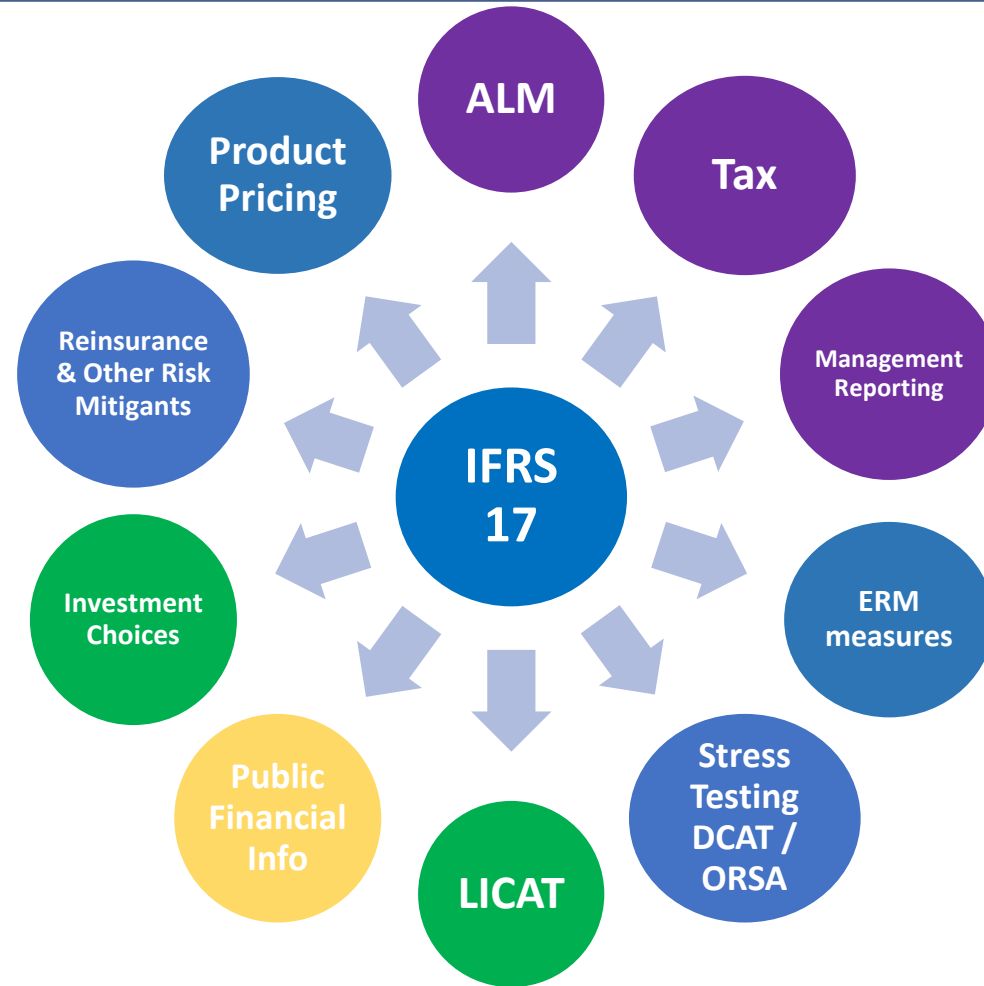 ALM
Tax
Management
Reporting
ERM
measures
Stress
Testing
DCAT /
ORSA
LICAT
Public
Financial
Info
Investment
Choices
Reinsurance
& Other Risk
Mitigants
Product
Pricing
IFRS
17